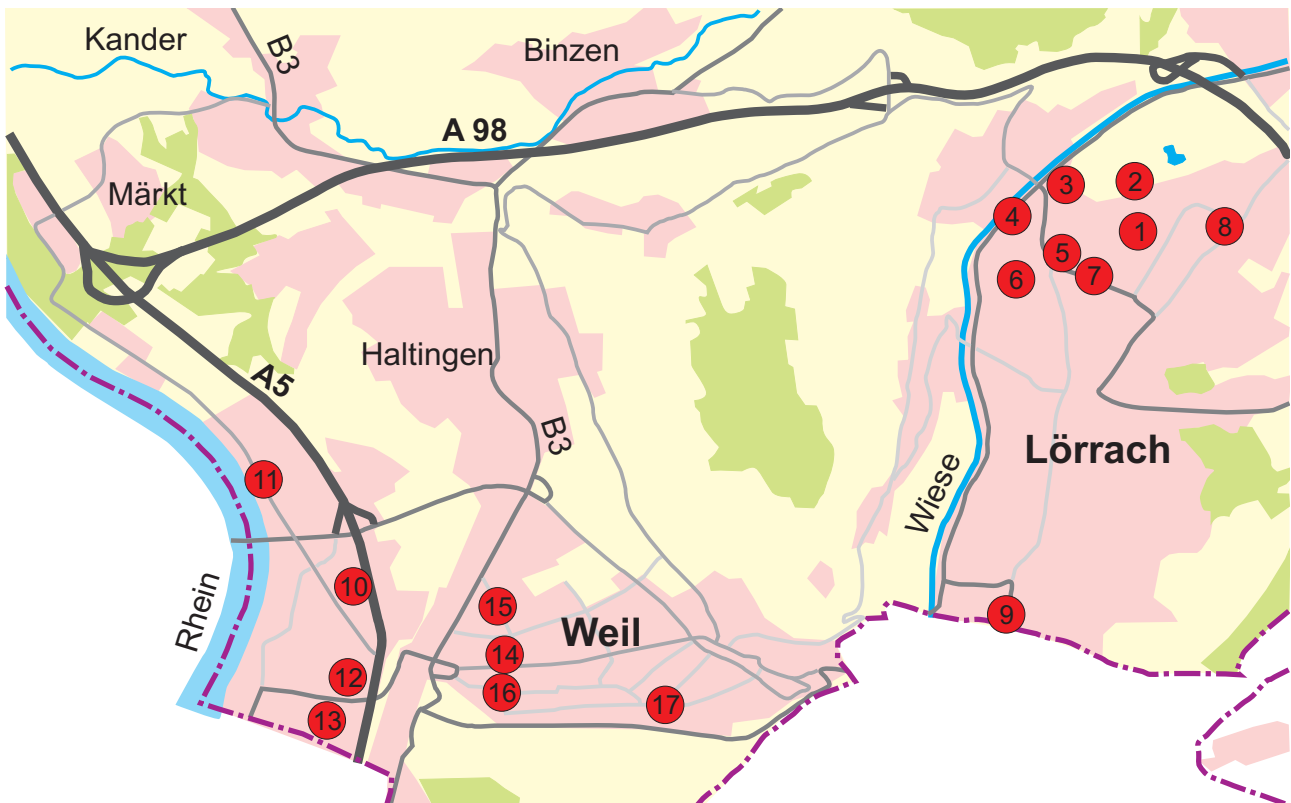 Kander
B3
Binzen
A 98
Märkt
3
2
4
1
8
5
7
6
Haltingen
A5
B3
Lörrach
11
Wiese
10
Rhein
15
9
Weil
14
12
16
17
13